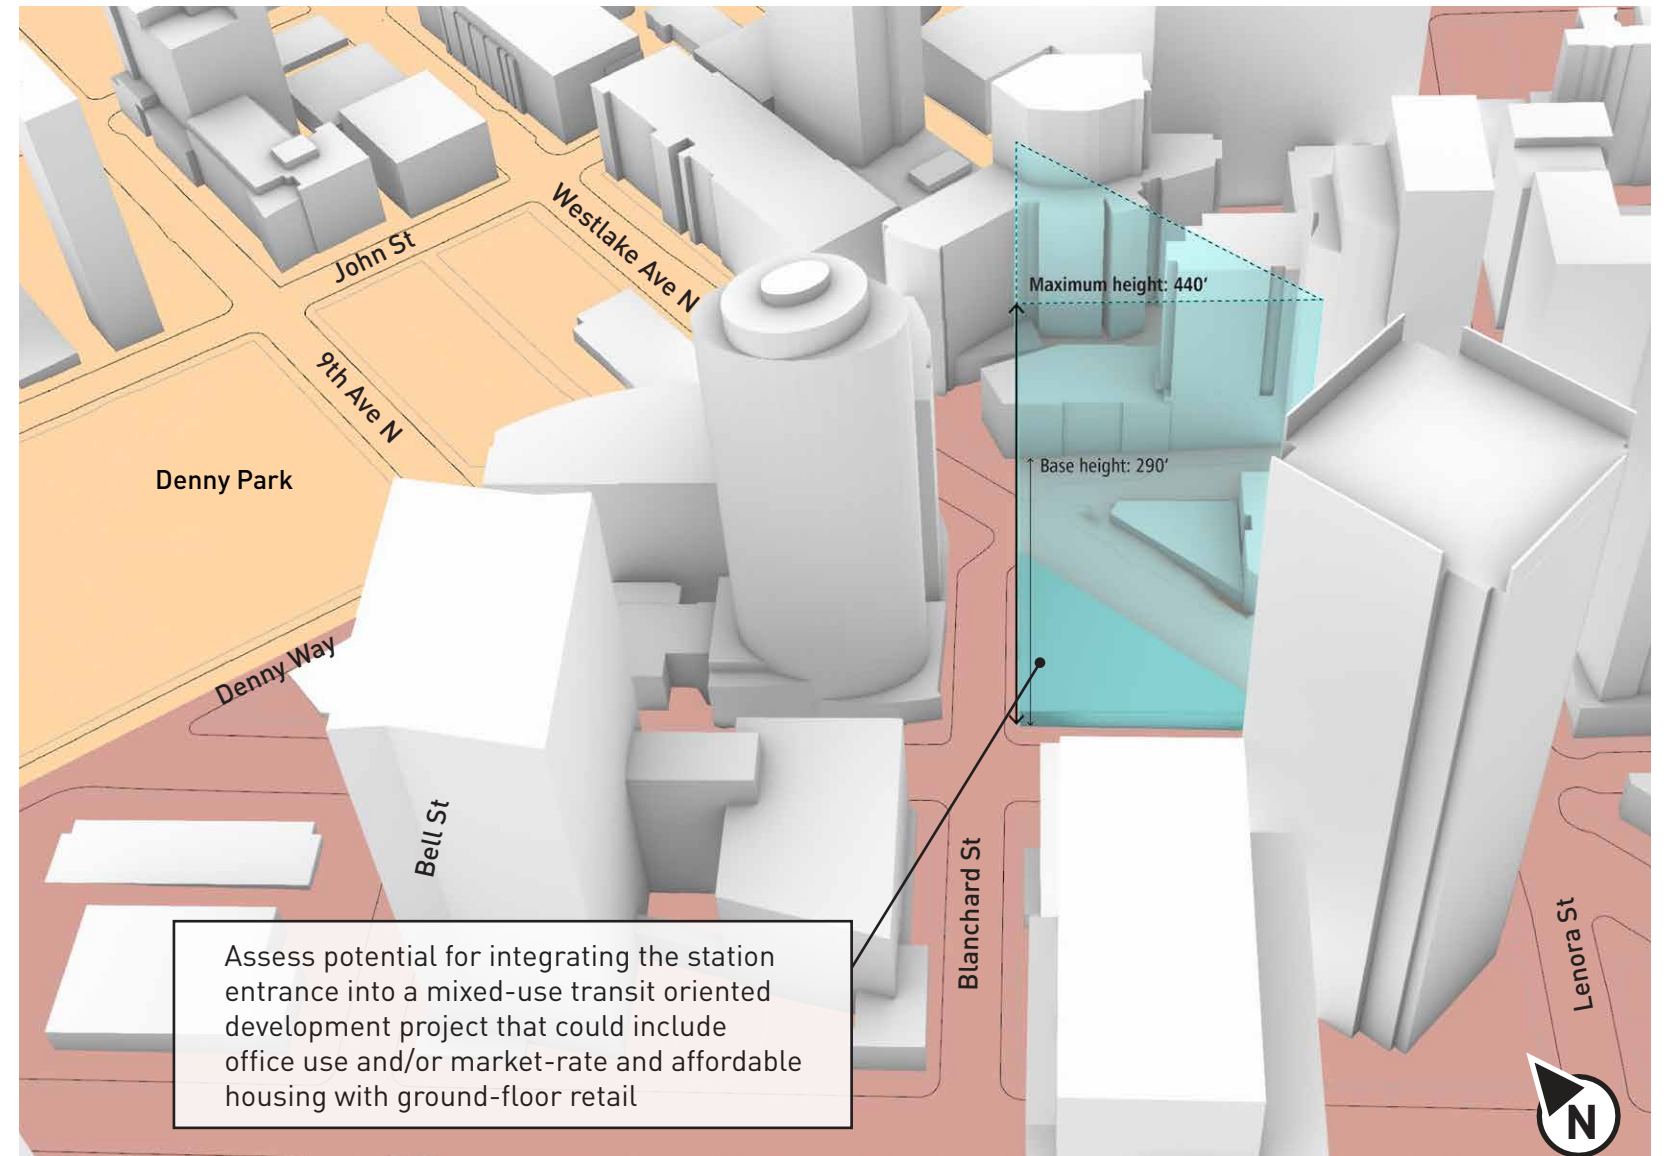 Westlake Ave N
John St
Maximum height: 440'
9th Ave N
Base height: 290'
Denny Park
Denny Way
Bell St
Blanchard St
Lenora St
Assess potential for integrating the station
entrance into a mixed-use transit oriented
development project that could include
office use and/or market-rate and affordable
housing with ground-floor retail
N